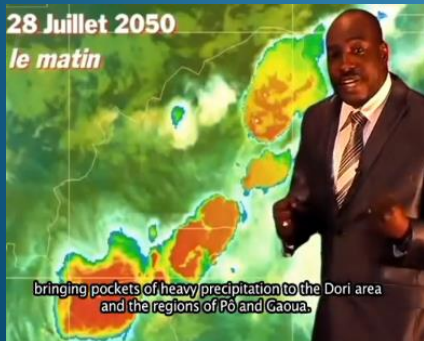 28 Juillet 2050
le matin
bringing pockets of heavy precipitation to the Dori area
and the regions of Pô and Gaoua.